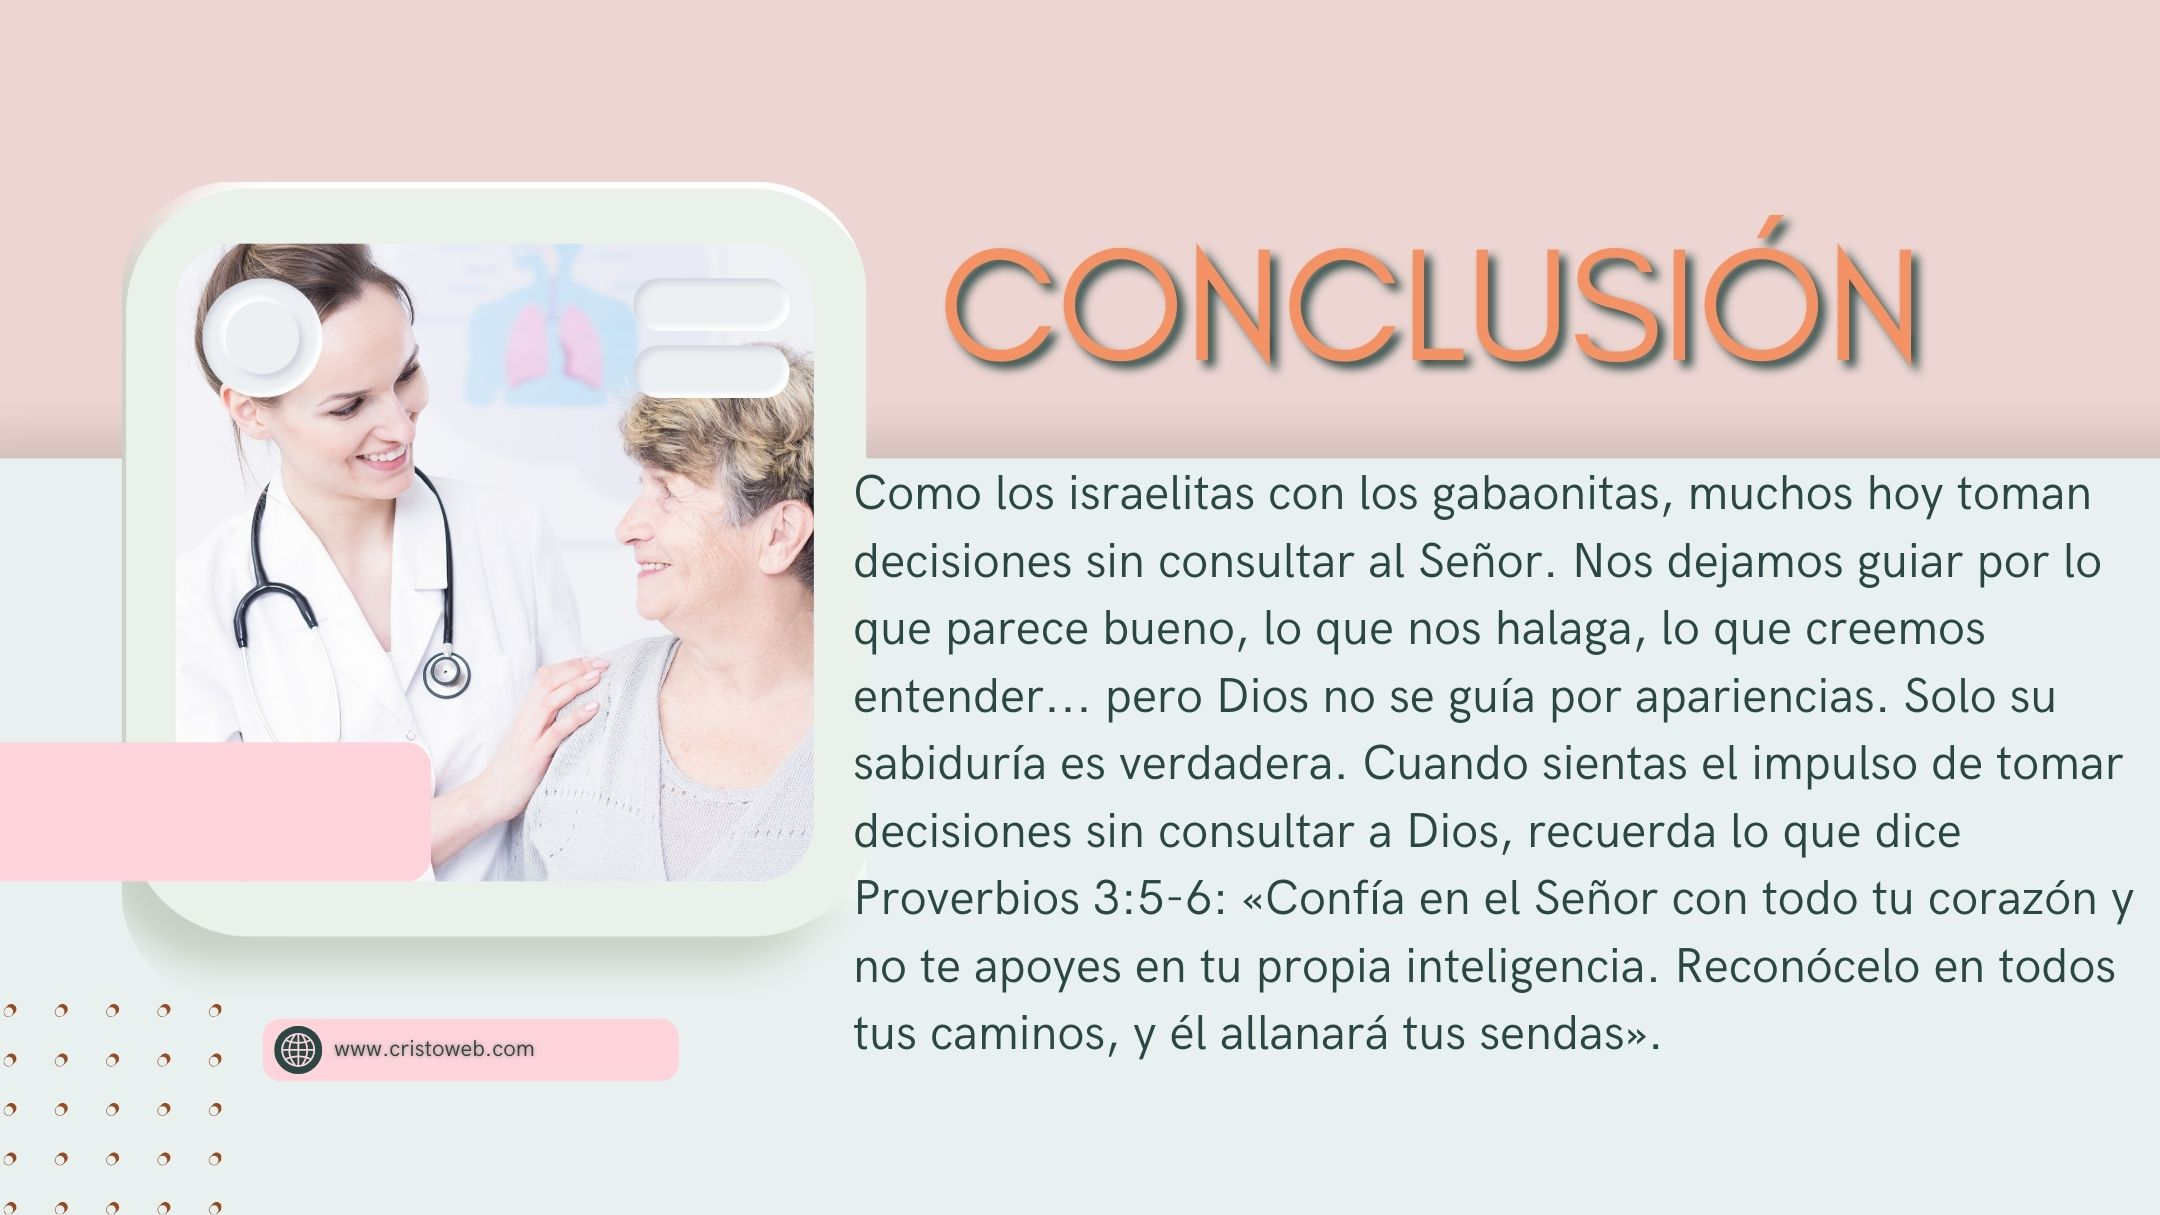 CONCLUSIÓN
Como los israelitas con los gabaonitas, muchos hoy toman
decisiones sin consultar al Señor. Nos dejamos guiar por lo
que parece bueno, lo que nos halaga, lo que creemos
entender... pero Dios no se guía por apariencias. Solo su
sabiduría es verdadera. Cuando sientas el impulso de tomar
decisiones sin consultar a Dios, recuerda lo que dice
Proverbios 3:5-6: «Confía en el Señor con todo tu corazón y
no te apoyes en tu propia inteligencia. Reconócelo en todos
tus caminos, y él allanará tus sendas».
www.cristoweb.com